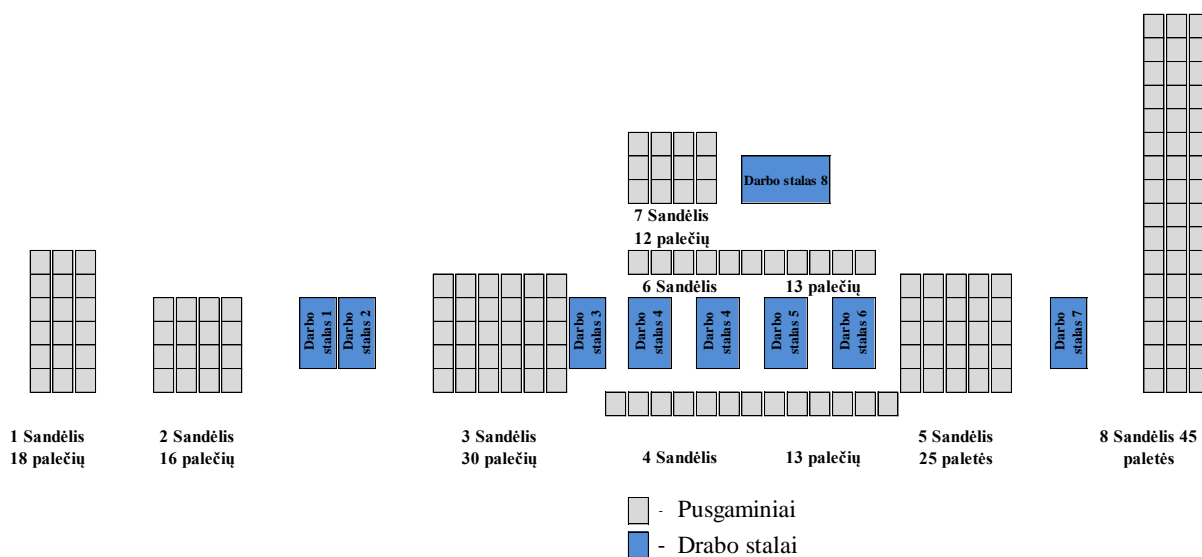 Darbo stalas 8
7 Sandėlis
12 palečių
6 Sandėlis 13 palečių
Darbo
stalas 1
Darbo
stalas 2
Darbo
stalas 3
Darbo
stalas 4
Darbo
stalas 4
Darbo
stalas 5
Darbo
stalas 6
Darbo
stalas 7
1 Sandėlis
18 palečių
2 Sandėlis
16 palečių
3 Sandėlis
30 palečių
4 Sandėlis 13 palečių
5 Sandėlis
25 paletės
8 Sandėlis 45
paletės
- Pusgaminiai
- Drabo stalai